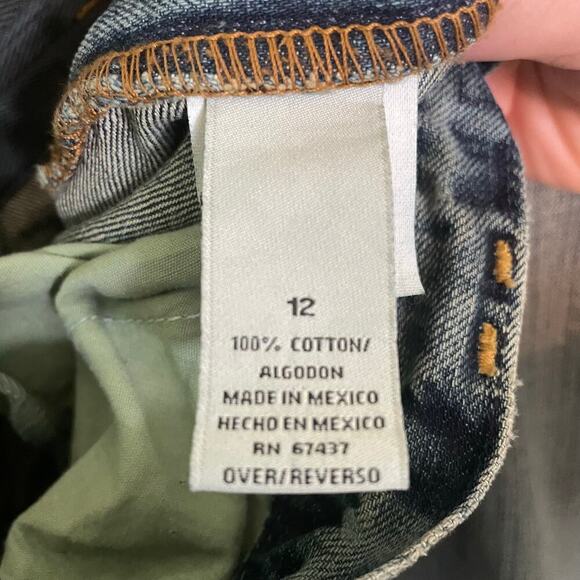 12
100% COTTON/
ALGODON
MADE IN MEXICO
HECHO EN MEXICO
RN 67437
OVER/REVERSO